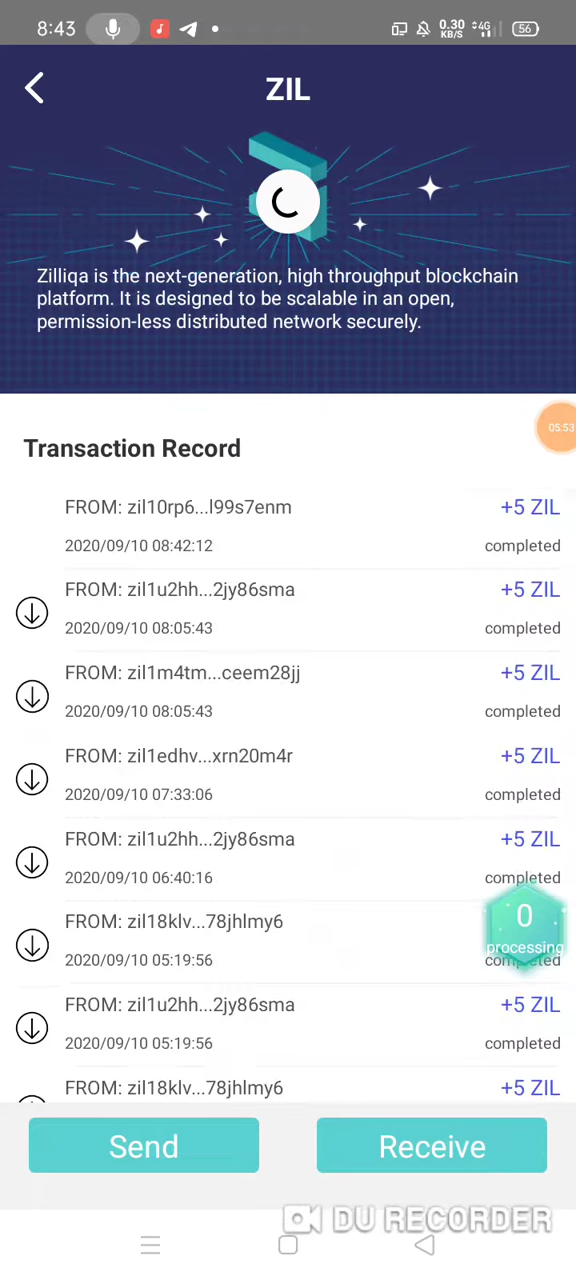 8:43
0.30 KB/S
4G
56
ZIL
Zilliqa is the next-generation, high throughput blockchain
platform. It is designed to be scalable in an open,
permission-less distributed network securely.
05:53
Transaction Record
FROM: zil10rp6...l99s7enm +5 ZIL
2020/09/10 08:42:12 completed
FROM: zil1u2hh...2jy86sma +5 ZIL
2020/09/10 08:05:43 completed
FROM: zil1m4tm...ceem28jj +5 ZIL
2020/09/10 08:05:43 completed
FROM: zil1edhv...xrn20m4r +5 ZIL
2020/09/10 07:33:06 completed
FROM: zil1u2hh...2jy86sma +5 ZIL
2020/09/10 06:40:16 completed
FROM: zil18klv...78jhlmy6
0
processing
2020/09/10 05:19:56 completed
FROM: zil1u2hh...2jy86sma +5 ZIL
2020/09/10 05:19:56 completed
FROM: zil18klv...78jhlmy6 +5 ZIL
Send Receive
DU RECORDER